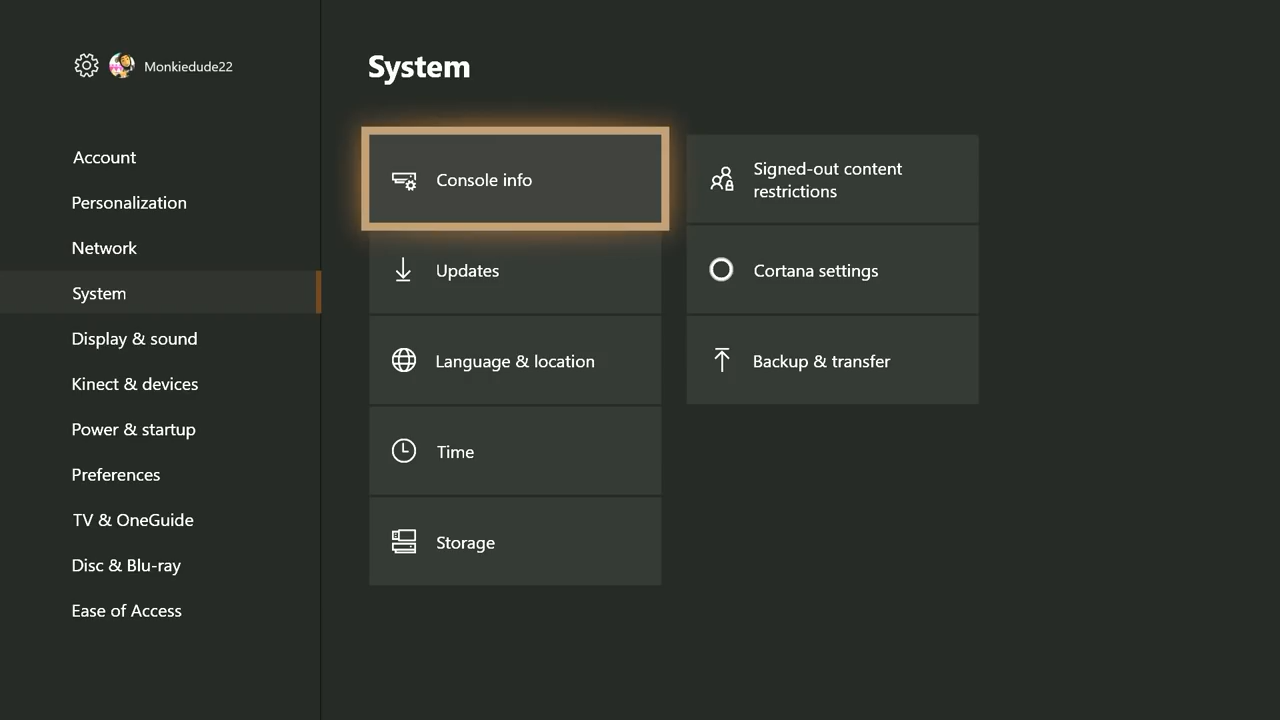 Monkiedude22
Account
Personalization
Network
System
Display & sound
Kinect & devices
Power & startup
Preferences
TV & OneGuide
Disc & Blu-ray
Ease of Access
System
Console info
Updates
Language & location
Time
Storage
Signed-out content
restrictions
Cortana settings
Backup & transfer